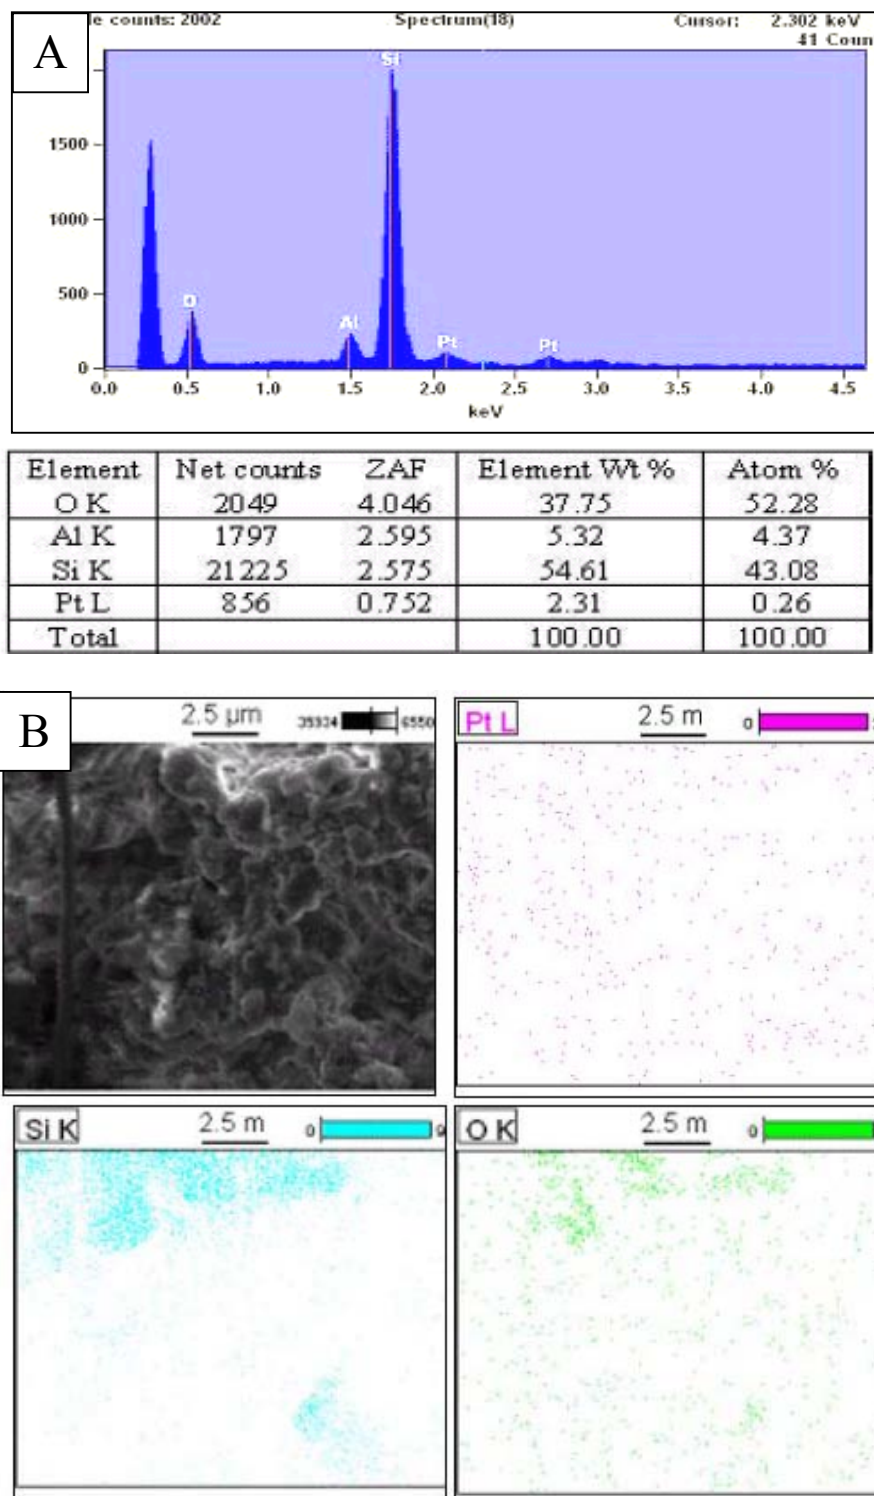 A
le counts: 2002 Spectrum(18) Cursor: 2.302 keV
41 Coun
Si
1500
1000
O
500
Al
Pt
Pt
0
0.0 0.5 1.0 1.5 2.0 2.5 3.0 3.5 4.0 4.5
keV
Element Net counts ZAF Element Wt % Atom %
O K 2049 4.046 37.75 52.28
Al K 1797 2.595 5.32 4.37
Si K 21225 2.575 54.61 43.08
Pt L 856 0.752 2.31 0.26
Total 100.00 100.00
B
2.5 µm 6550
Pt L 2.5 m 0
Si K 2.5 m 0 9
O K 2.5 m 0